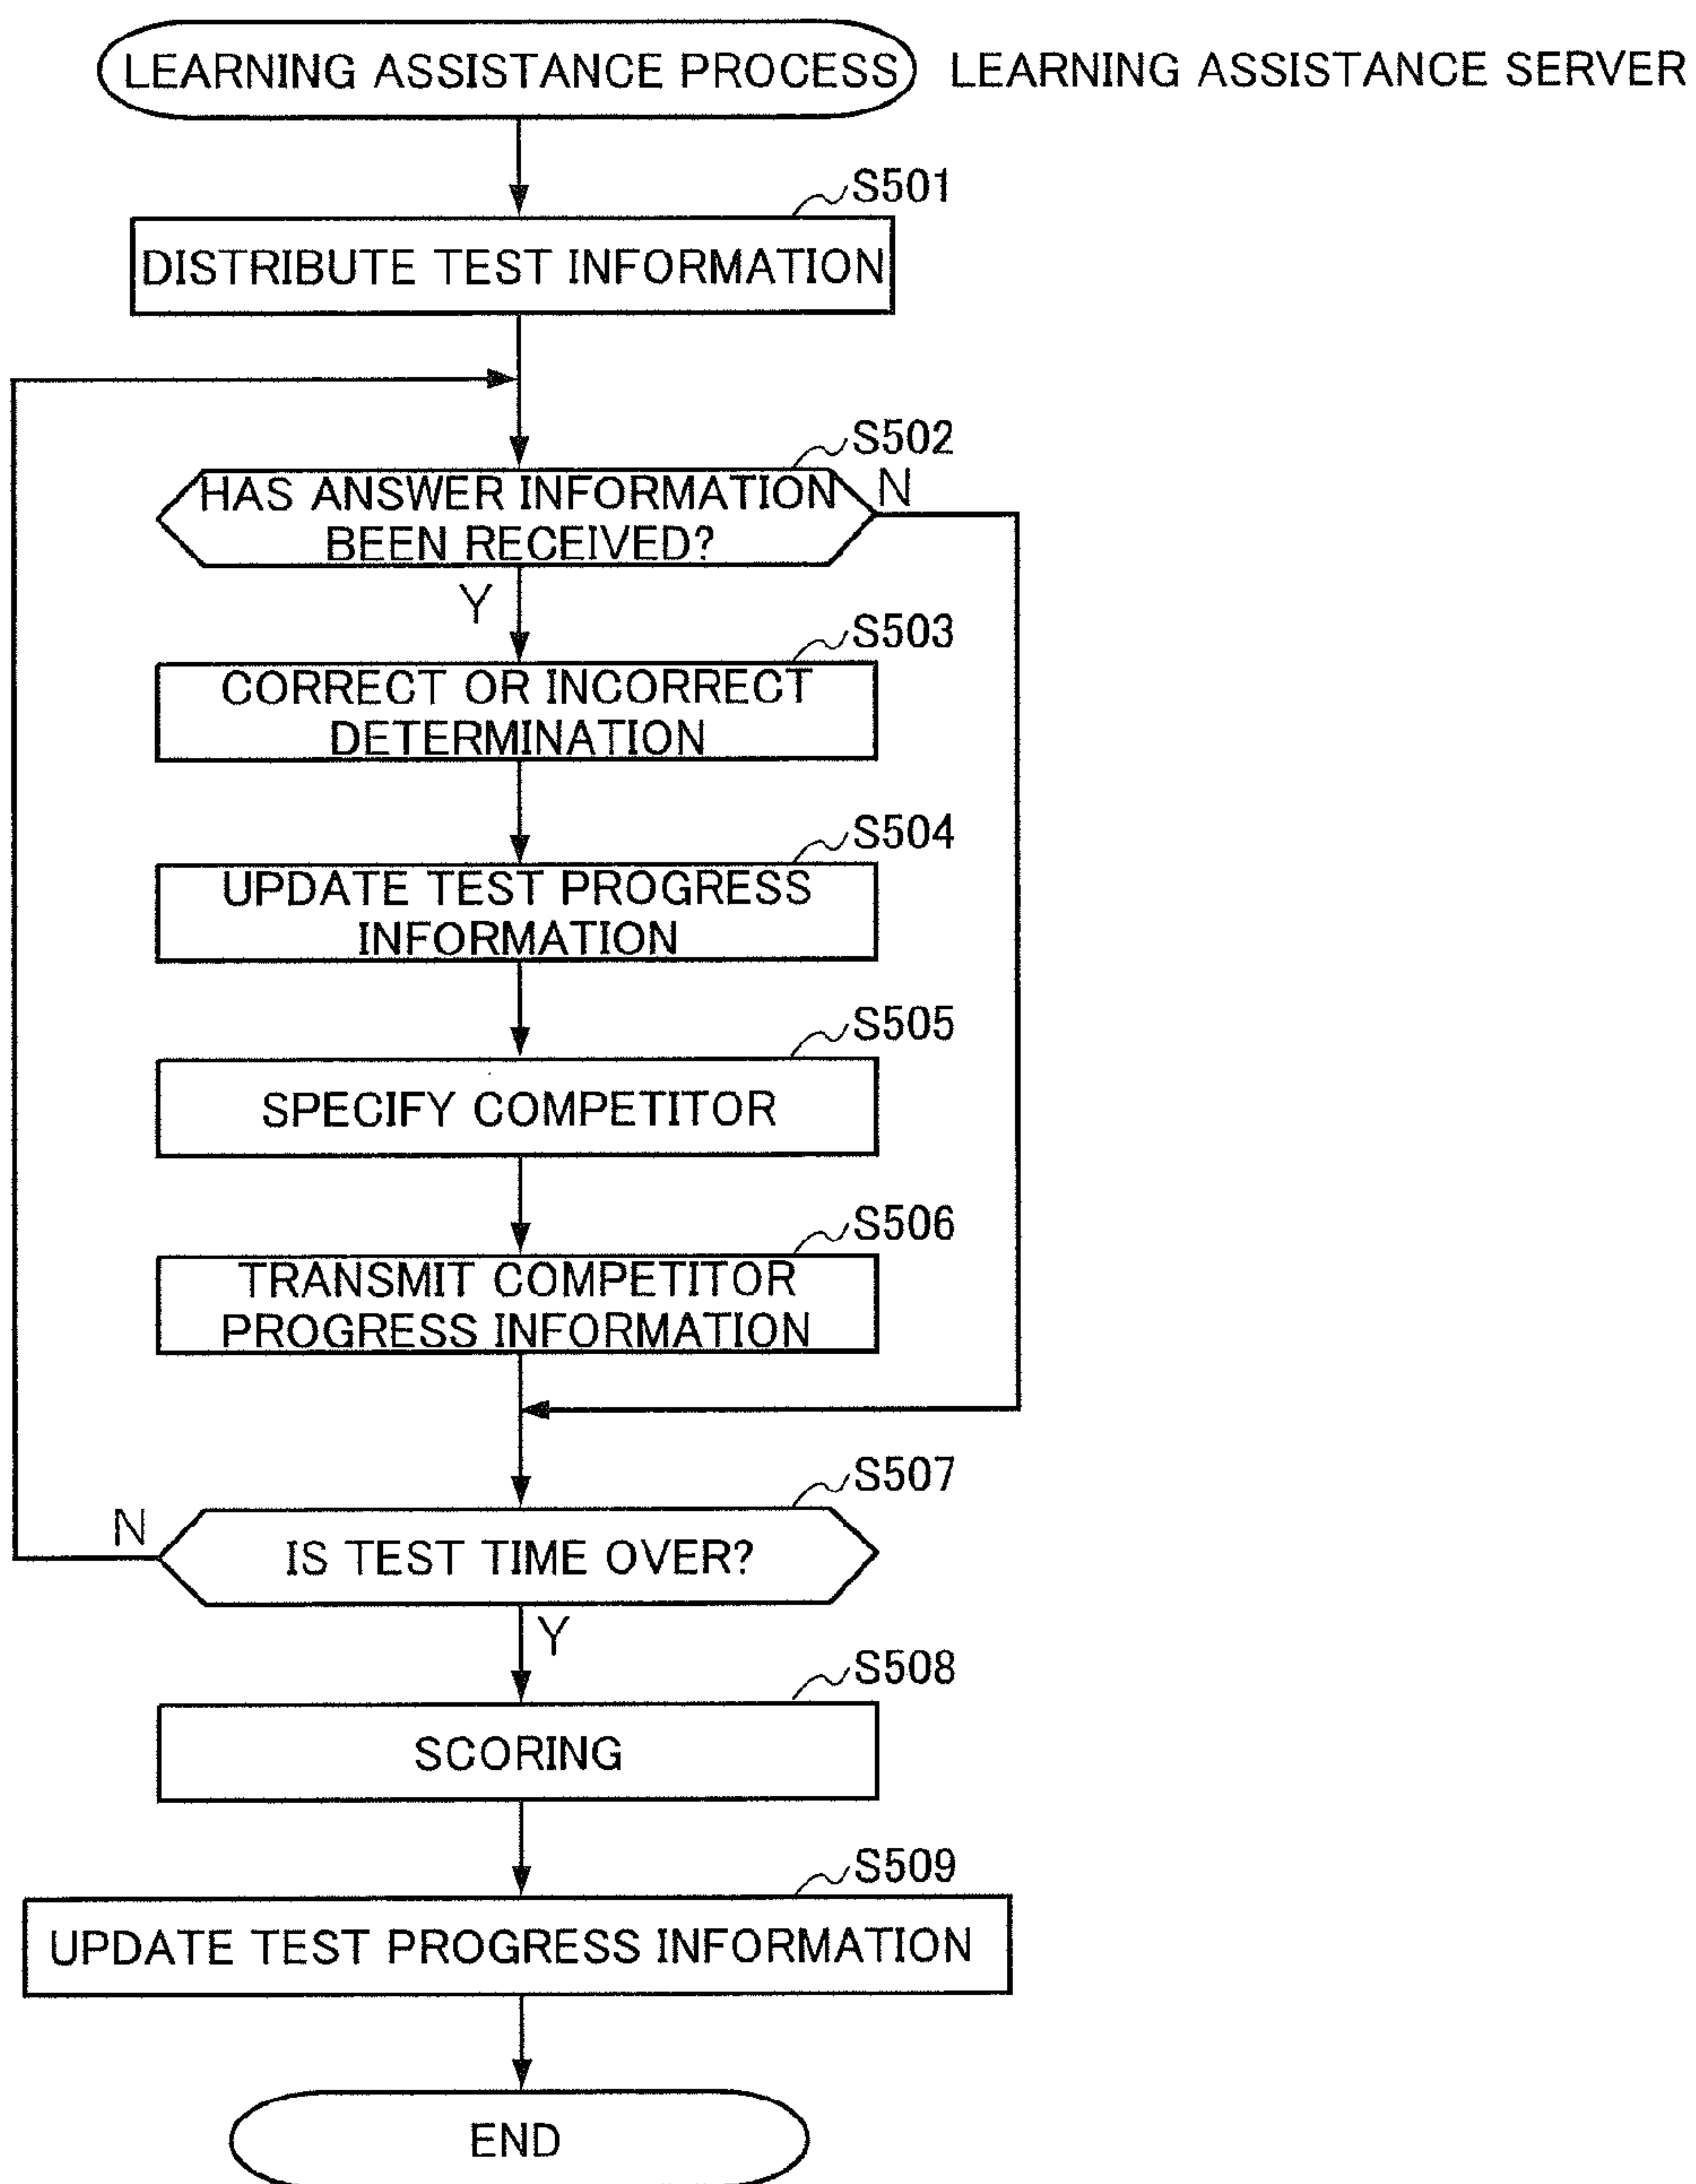 LEARNING ASSISTANCE PROCESS LEARNING ASSISTANCE SERVER
S501
DISTRIBUTE TEST INFORMATION
S502
HAS ANSWER INFORMATION
BEEN RECEIVED?
N
Y
S503
CORRECT OR INCORRECT
DETERMINATION
S504
UPDATE TEST PROGRESS
INFORMATION
S505
SPECIFY COMPETITOR
S506
TRANSMIT COMPETITOR
PROGRESS INFORMATION
S507
N
IS TEST TIME OVER?
Y
S508
SCORING
S509
UPDATE TEST PROGRESS INFORMATION
END